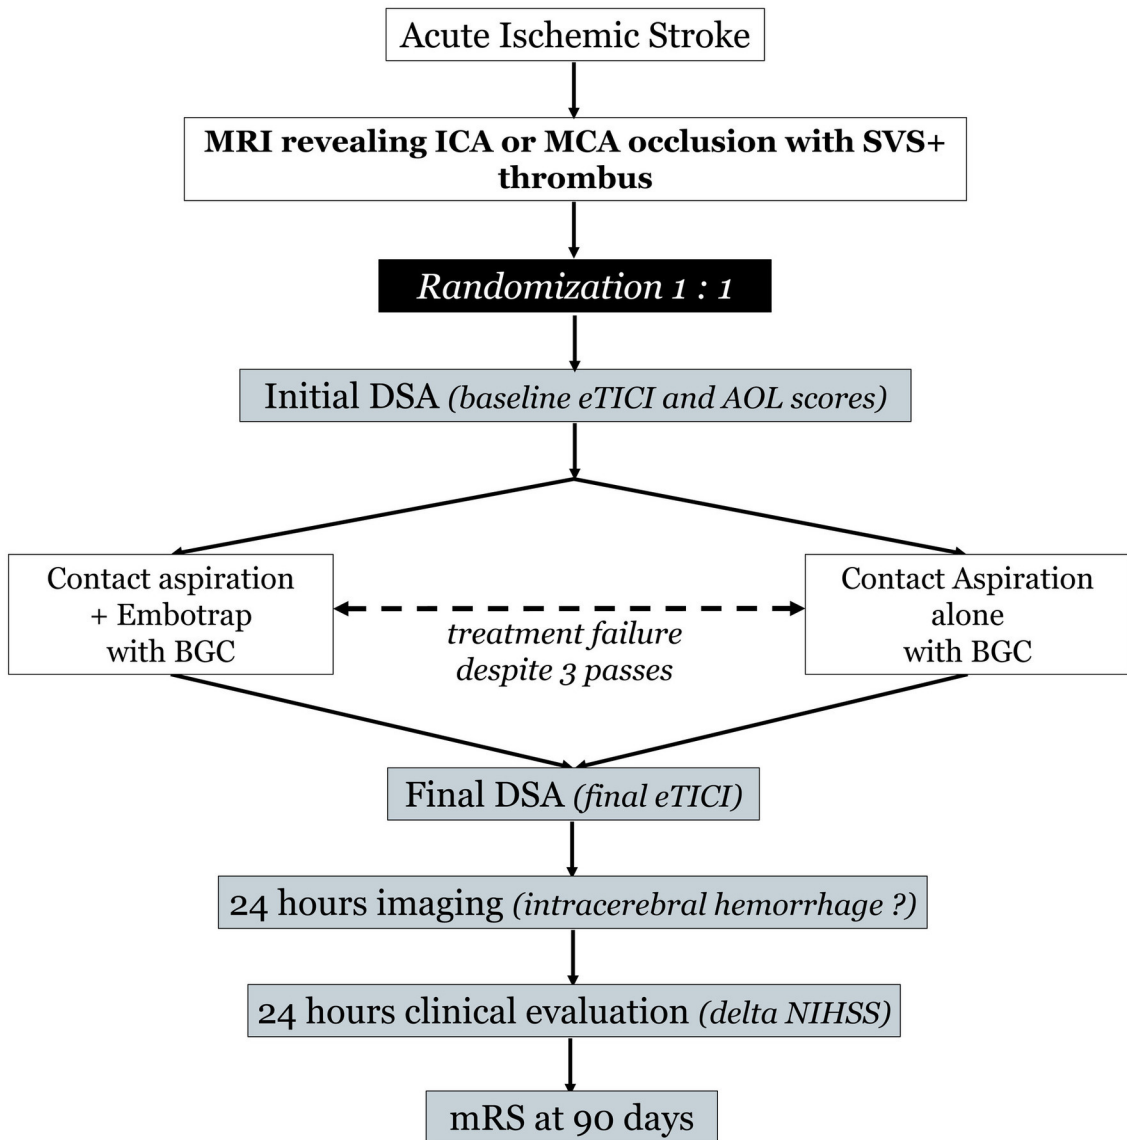 Acute Ischemic Stroke
MRI revealing ICA or MCA occlusion with SVS+
thrombus
Randomization 1 : 1
Initial DSA (baseline eTICI and AOL scores)
Contact aspiration
+ Embotrap
with BGC
treatment failure
despite 3 passes
Contact Aspiration
alone
with BGC
Final DSA (final eTICI)
24 hours imaging (intracerebral hemorrhage ?)
24 hours clinical evaluation (delta NIHSS)
mRS at 90 days